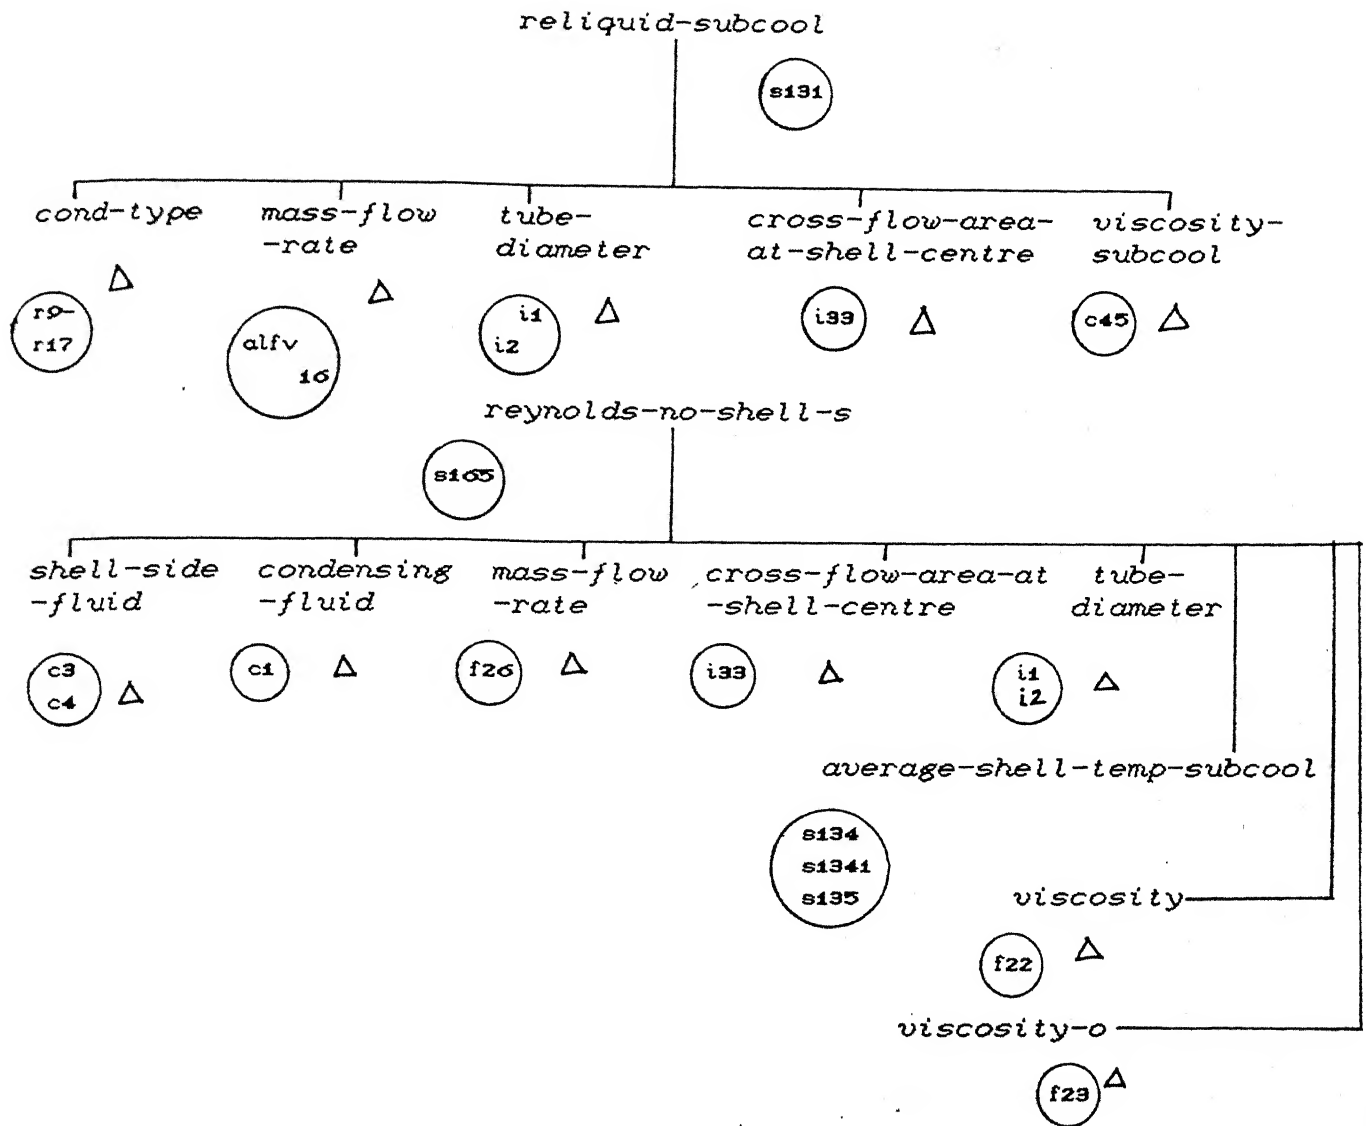 reliquid-subcool
s131
cond-type
mass-flow
-rate
tube-
diameter
cross-flow-area-
at-shell-centre
viscosity-
subcool
r9-
r17
alfv
16
i1
i2
i33
c45
reynolds-no-shell-s
s165
shell-side
-fluid
condensing
-fluid
mass-flow
-rate
cross-flow-area-at
-shell-centre
tube-
diameter
c3
c4
c1
f26
i33
i1
i2
average-shell-temp-subcool
s134
s1341
s135
viscosity
f22
viscosity-o
f23